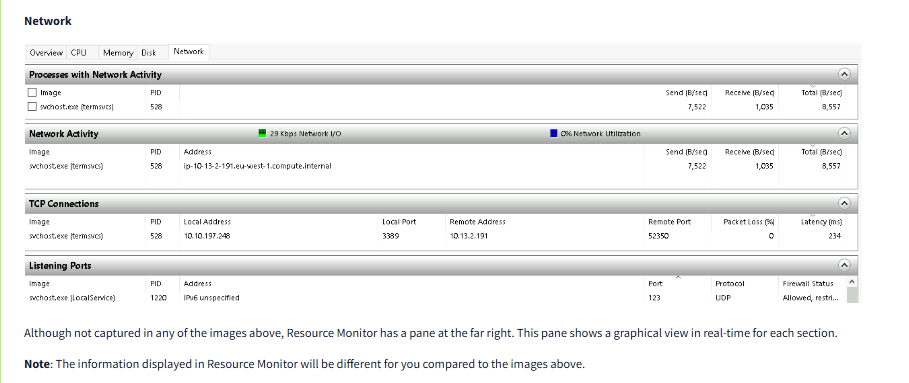 Network
Overview CPU Memory Disk Network
Processes with Network Activity
Image PID Send (B/sec) Receive (B/sec) Total (B/sec)
svchost.exe (termsvcs) 528 7,522 1,035 8,557
Network Activity 29 Kbps Network I/O 0% Network Utilization
Image PID Address Send (B/sec) Receive (B/sec) Total (B/sec)
svchost.exe (termsvcs) 528 ip-10-13-2-191.eu-west-1.compute.internal 7,522 1,035 8,557
TCP Connections
Image PID Local Address Local Port Remote Address Remote Port Packet Loss (%) Latency (ms)
svchost.exe (termsvcs) 528 10.10.197.248 3389 10.13.2.191 52350 0 234
Listening Ports
Image PID Address Port Protocol Firewall Status
svchost.exe (LocalService) 1220 IPv6 unspecified 123 UDP Allowed, restri...
Although not captured in any of the images above, Resource Monitor has a pane at the far right. This pane shows a graphical view in real-time for each section.
Note: The information displayed in Resource Monitor will be different for you compared to the images above.